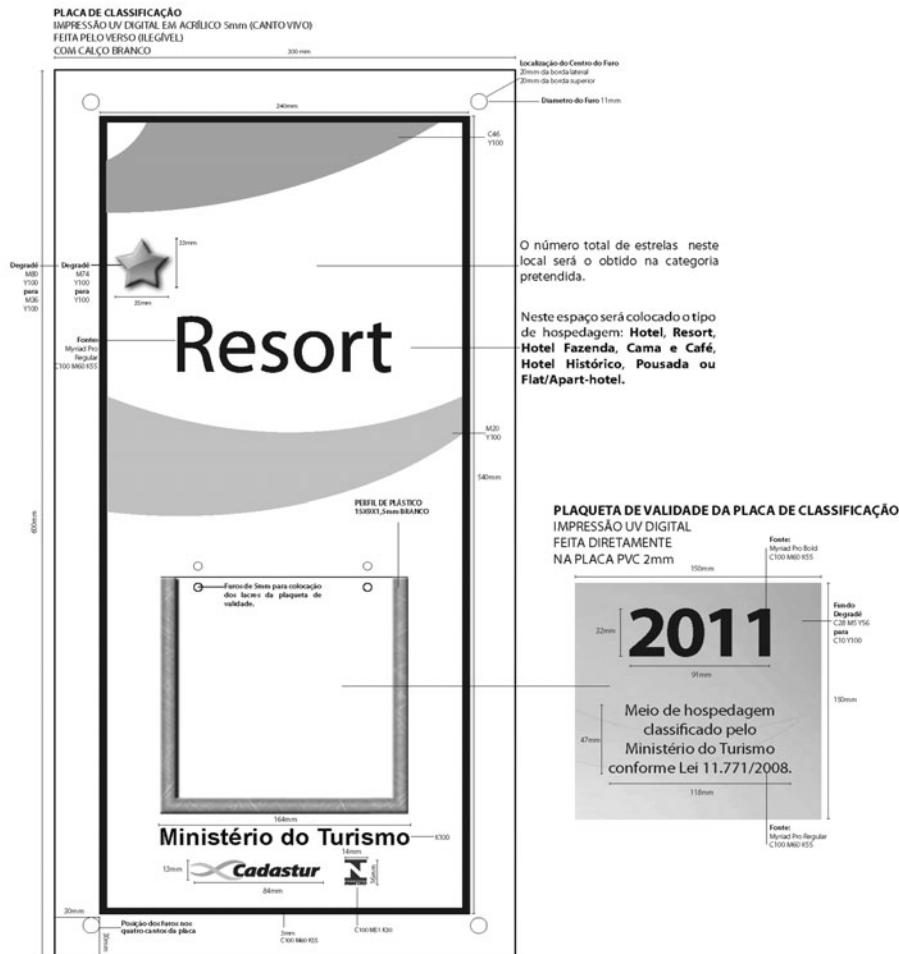 PLACA DE CLASSIFICAÇÃO
IMPRESSÃO UV DIGITAL EM ACRÍLICO 5mm (CANTO VIVO)
FEITA PELO VERSO (ILEGÍVEL)
COM CALÇO BRANCO
300 mm
Localização do Centro do Furo
20mm da borda lateral
20mm da borda superior
Diametro do Furo 11mm
240mm
C46
Y100
33mm
Degradê
M80
Y100
para
M36
Y100
Degradê
M74
Y100
para
Y100
35mm
O número total de estrelas neste
local será o obtido na categoria
pretendida.
Fonte:
Myriad Pro
Regular
C100 M60 K55
Resort
Neste espaço será colocado o tipo
de hospedagem: Hotel, Resort,
Hotel Fazenda, Cama e Café,
Hotel Histórico, Pousada ou
Flat/Apart-hotel.
M20
Y100
540mm
600mm
PERFIL DE PLÁSTICO
15X9X1,5mm BRANCO
Furos de 5mm para colocação
dos lacres da plaqueta de
validade.
164mm
Ministério do Turismo
K100
13mm
Cadastur
84mm
14mm
C100 M51 K30
20mm
Posição dos furos nos
quatro cantos da placa
3mm
C100 M60 K55
PLAQUETA DE VALIDADE DA PLACA DE CLASSIFICAÇÃO
IMPRESSÃO UV DIGITAL
FEITA DIRETAMENTE
NA PLACA PVC 2mm
Fonte:
Myriad Pro Bold
C100 M60 K55
150mm
32mm
2011
91mm
Fundo
Degradê
C28 M5 Y56
para
C10 Y100
150mm
47mm
Meio de hospedagem
classificado pelo
Ministério do Turismo
conforme Lei 11.771/2008.
118mm
Fonte:
Myriad Pro Regular
C100 M60 K55